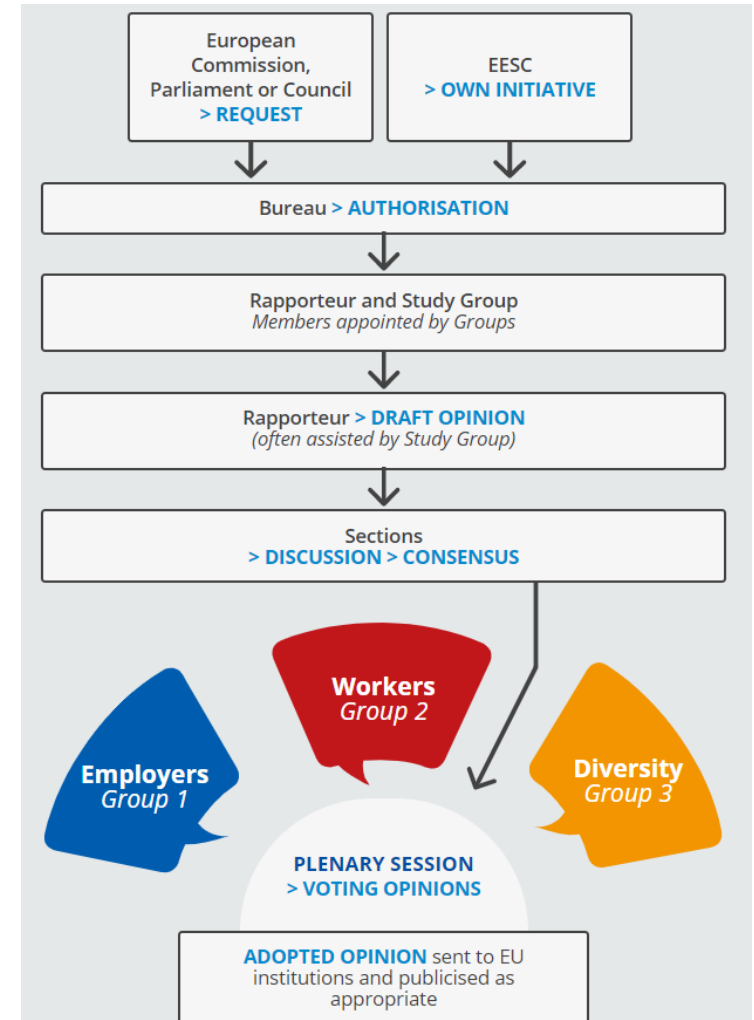 European
Commission,
Parliament or Council
> REQUEST
EESC
> OWN INITIATIVE
Bureau > AUTHORISATION
Rapporteur and Study Group
Members appointed by Groups
Rapporteur > DRAFT OPINION
(often assisted by Study Group)
Sections
> DISCUSSION > CONSENSUS
Employers
Group 1
Workers
Group 2
Diversity
Group 3
PLENARY SESSION
> VOTING OPINIONS
ADOPTED OPINION sent to EU
institutions and publicised as
appropriate